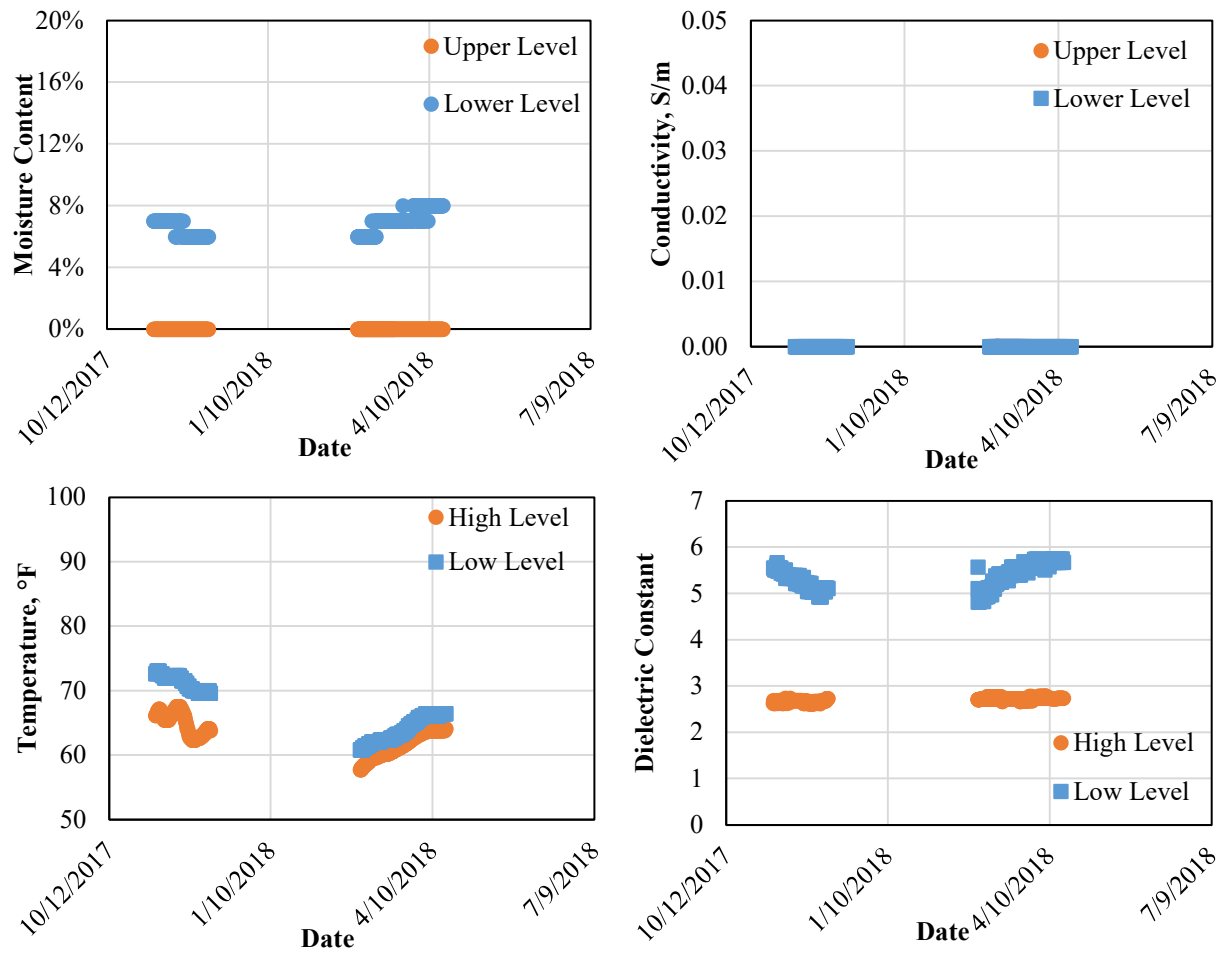 20%
16%
12%
8%
4%
0%
Moisture Content
Upper Level
Lower Level
10/12/2017
1/10/2018
4/10/2018
7/9/2018
Date
0.05
0.04
0.03
0.02
0.01
0.00
Conductivity, S/m
Upper Level
Lower Level
10/12/2017
1/10/2018
4/10/2018
7/9/2018
Date
100
90
80
70
60
50
Temperature, °F
High Level
Low Level
10/12/2017
1/10/2018
4/10/2018
7/9/2018
Date
7
6
5
4
3
2
1
0
Dielectric Constant
High Level
Low Level
10/12/2017
1/10/2018
4/10/2018
7/9/2018
Date